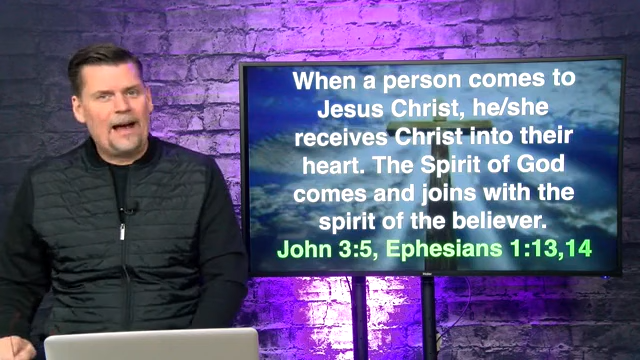 When a person comes to
Jesus Christ, he/she
receives Christ into their
heart. The Spirit of God
comes and joins with the
spirit of the believer.
John 3:5, Ephesians 1:13,14